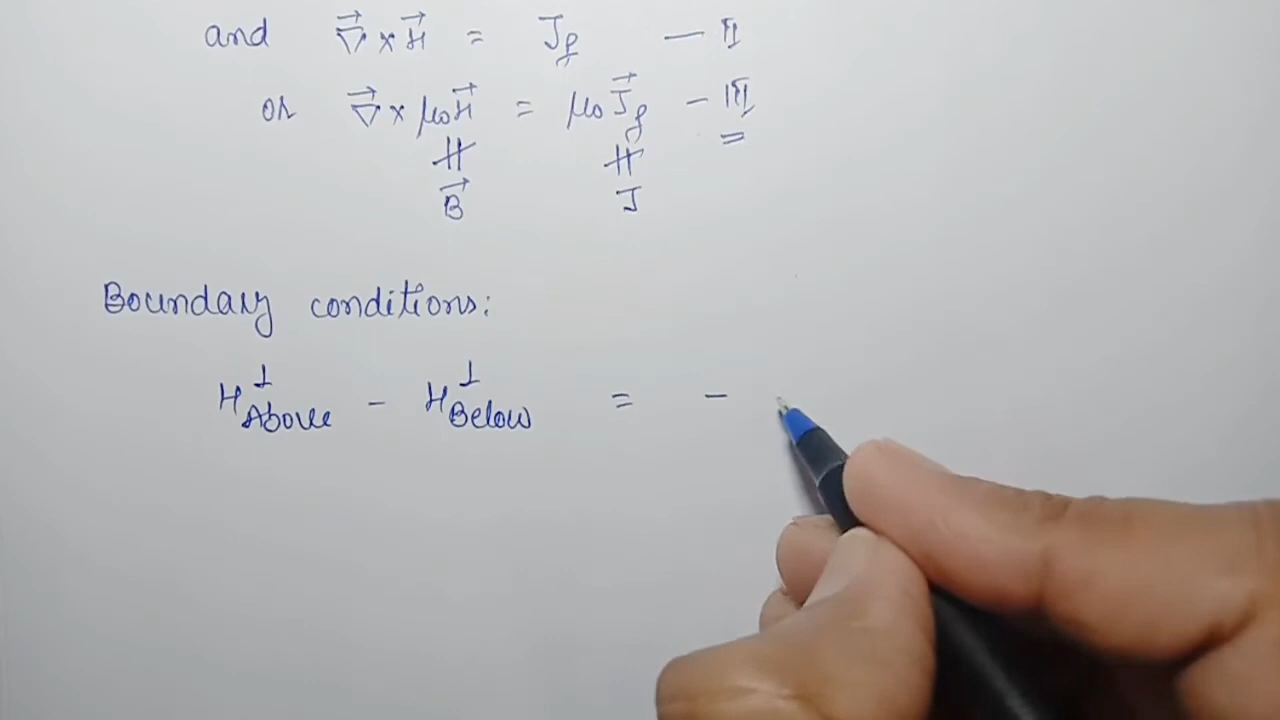 and ∇⃗ × H⃗ = J_f — II
or ∇⃗ × μ₀H⃗ = μ₀J⃗_f — III
B⃗ J
Boundary conditions:
H^⊥_Above - H^⊥_Below = -